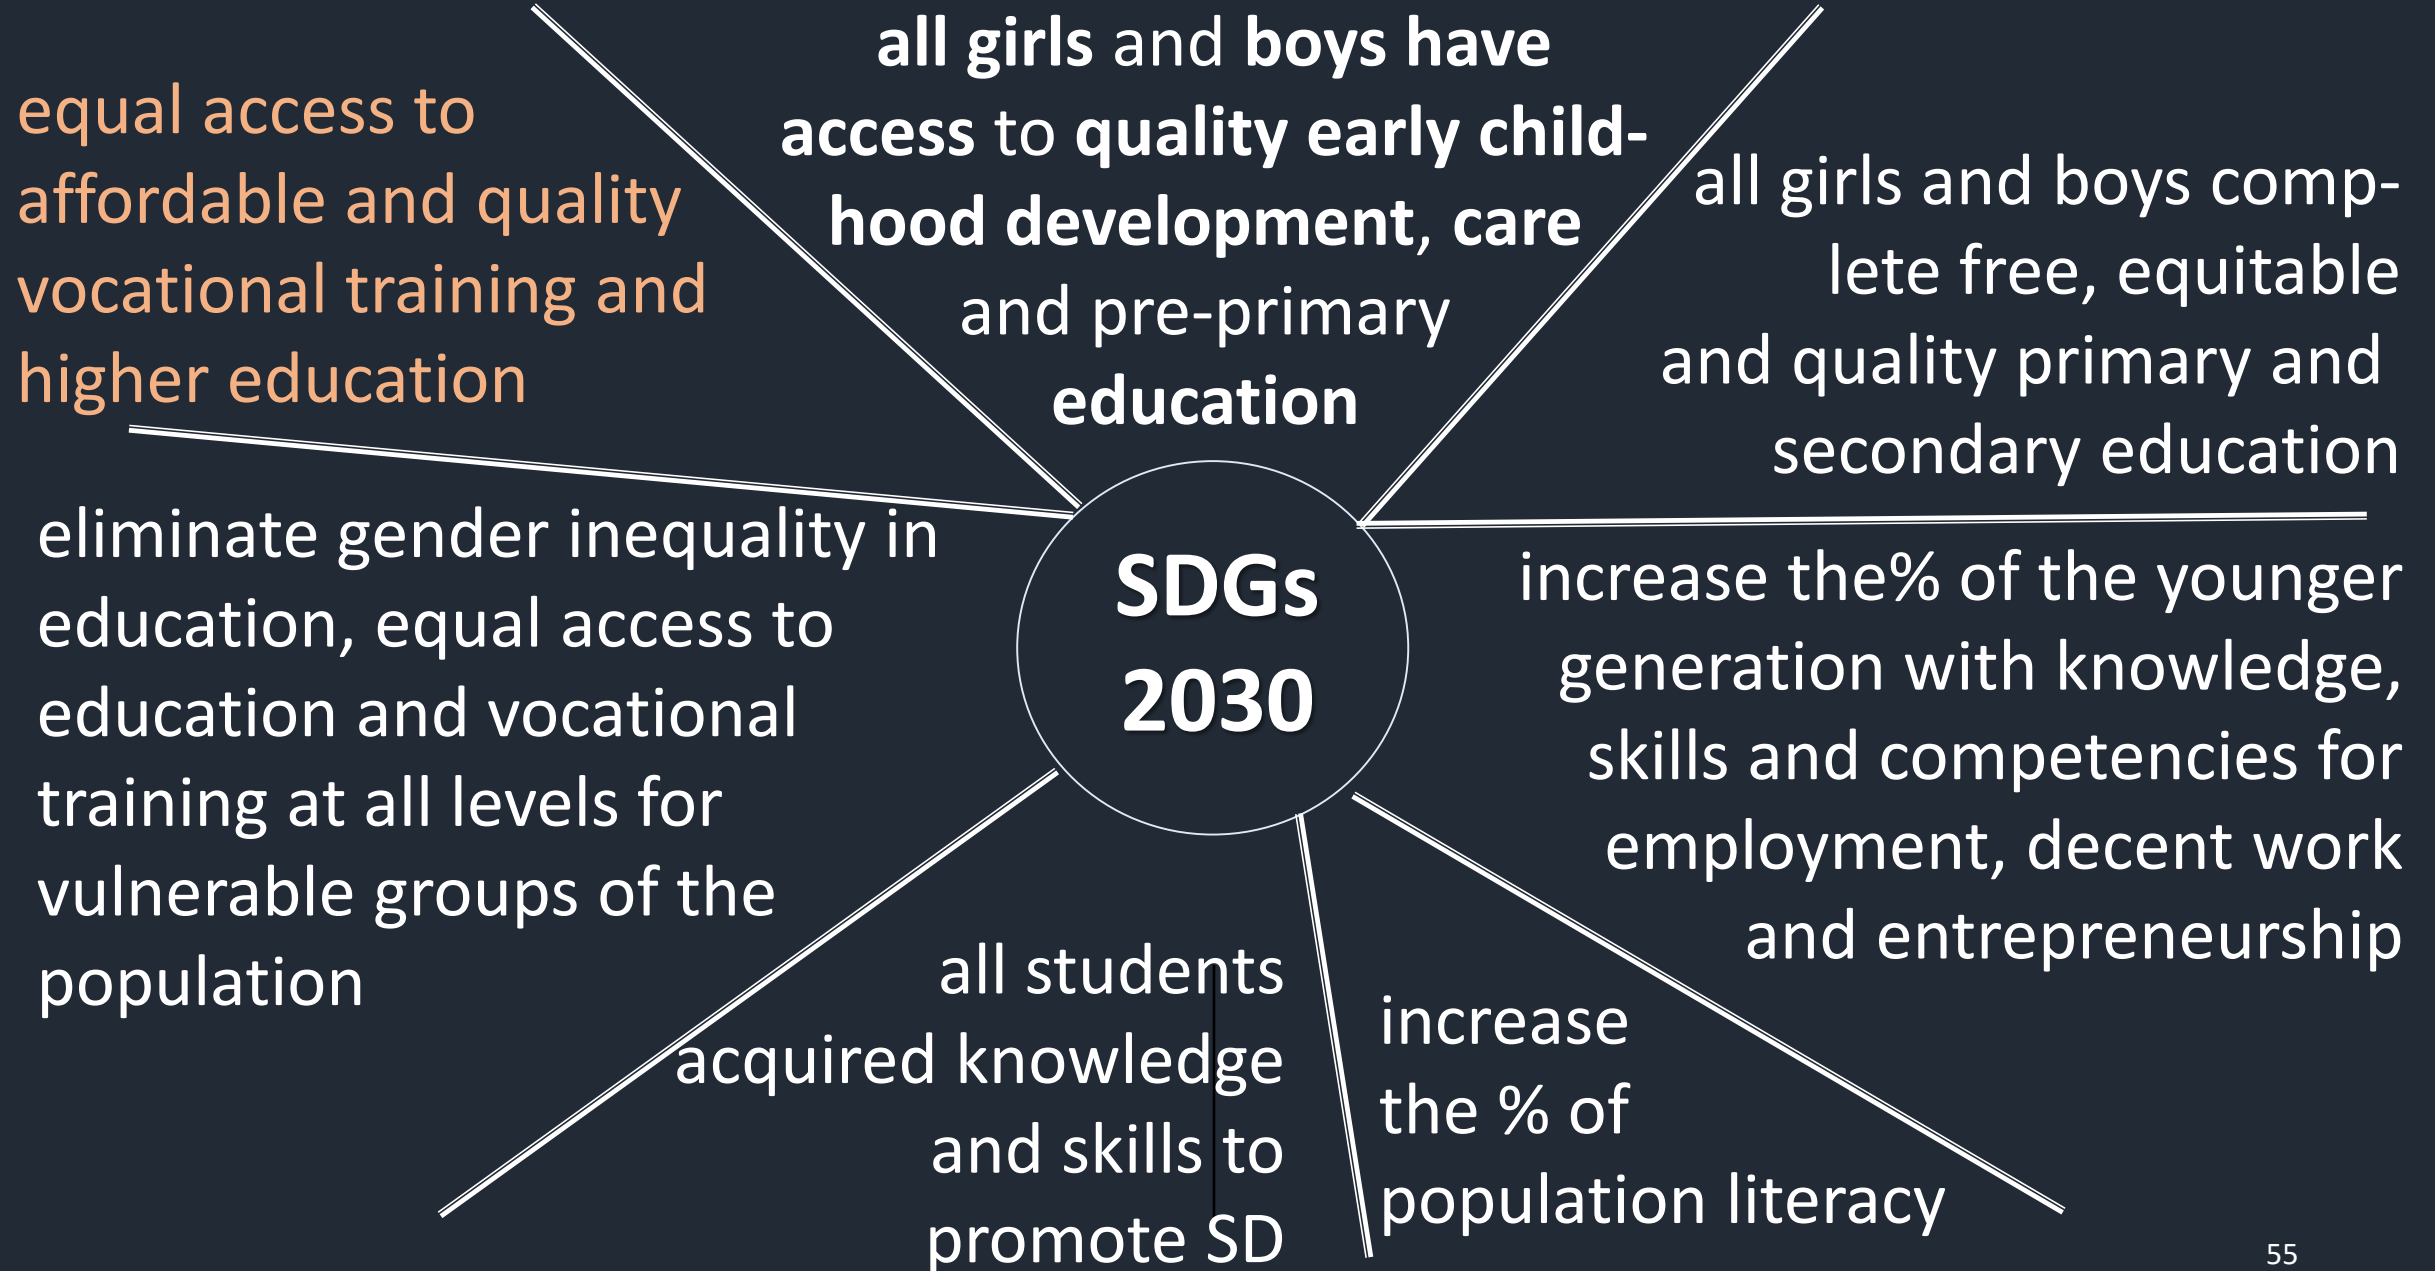 equal access to
affordable and quality
vocational training and
higher education
all girls and boys have
access to quality early child-
hood development, care
and pre-primary
education
all girls and boys comp-
lete free, equitable
and quality primary and
secondary education
eliminate gender inequality in
education, equal access to
education and vocational
training at all levels for
vulnerable groups of the
population
SDGs
2030
increase the% of the younger
generation with knowledge,
skills and competencies for
employment, decent work
and entrepreneurship
all students
acquired knowledge
and skills to
promote SD
increase
the % of
population literacy
55